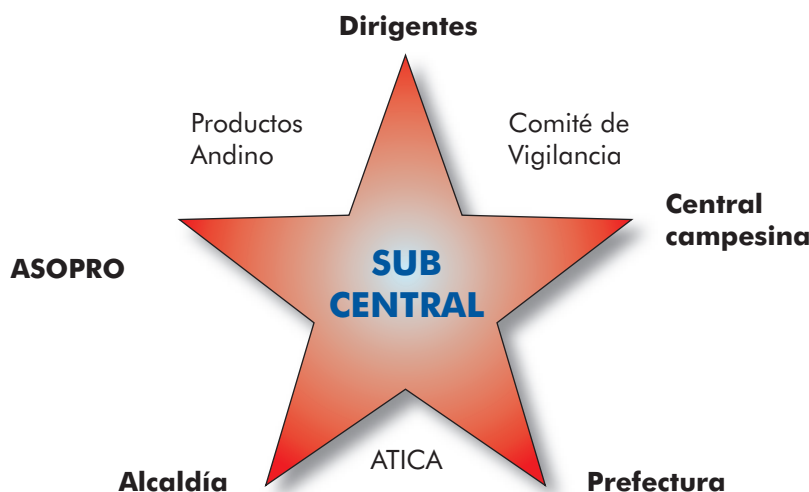 Dirigentes
Productos
Andino
Comité de
Vigilancia
Central
campesina
ASOPRO
SUB
CENTRAL
Alcaldía
ATICA
Prefectura